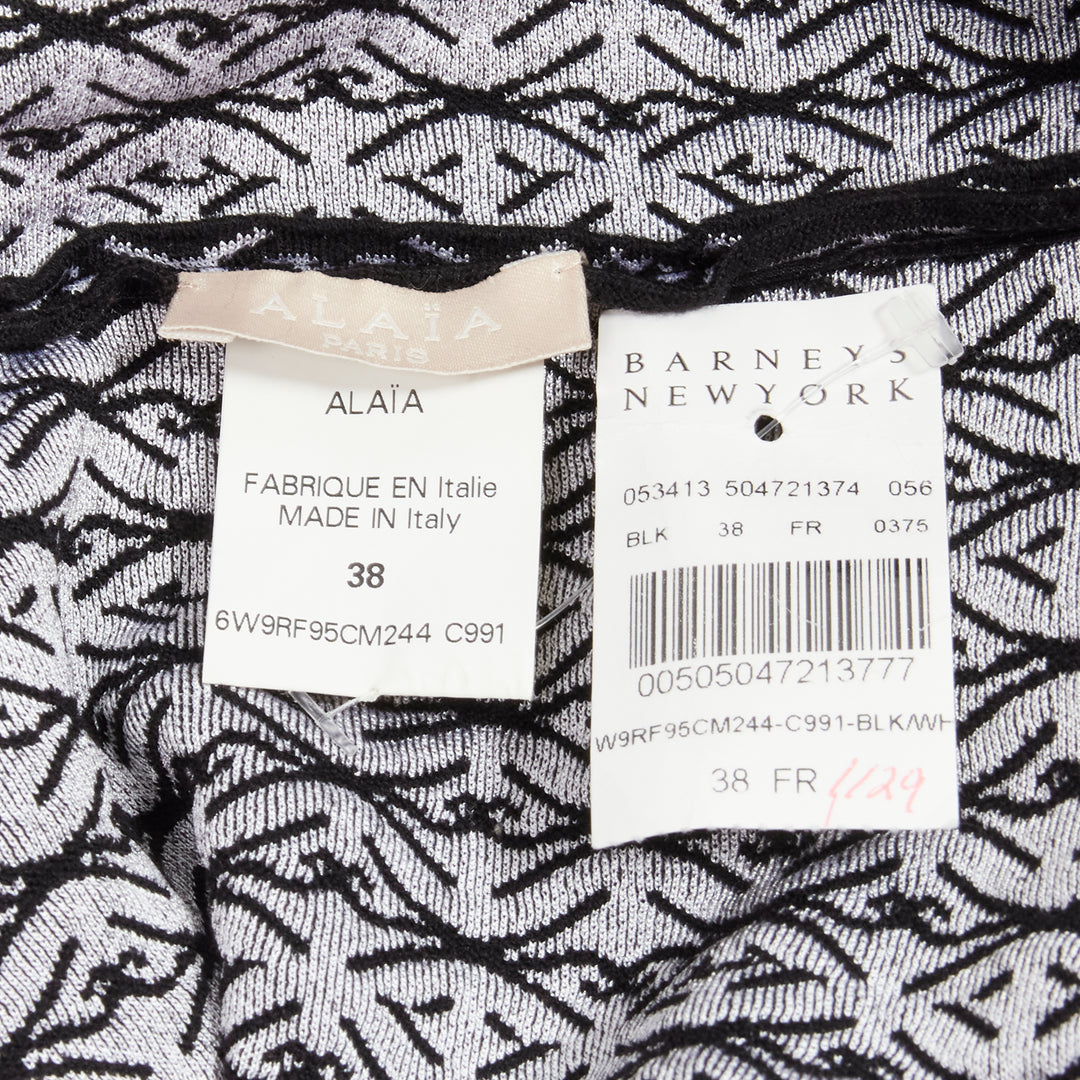 ALAÏA
PARIS
ALAÏA
FABRIQUE EN Italie
MADE IN Italy
38
6W9RF95CM244 C991
BARNEYS
NEWYORK
053413 504721374 056
BLK 38 FR 0375
00505047213777
W9RF95CM244-C991-BLK/WH
38 FR 1129